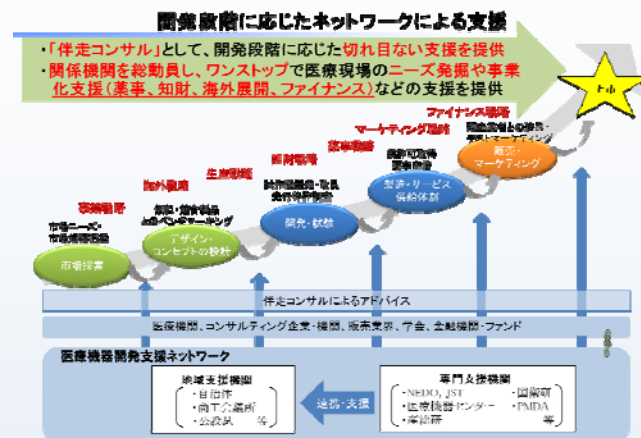 開発段階に応じたネットワークによる支援
・「伴走コンサル」として、開発段階に応じた切れ目ない支援を提供
・関係機関を総動員し、ワンストップで医療現場のニーズ発掘や事業
化支援(薬事、知財、海外展開、ファイナンス)などの支援を提供
上市
ファイナンス戦略
マーケティング戦略
薬事戦略
知財戦略
生産戦略
海外戦略
事業戦略
販売・
マーケティング
製造・サービス
供給体制
開発・試験
デザイン・
コンセプトの設計
市場探索
市場ニーズ・
伴走コンサルによるアドバイス
医療機関、コンサルティング企業・機関、販売業界、学会、金融機関・ファンド
医療機器開発支援ネットワーク
地域支援機関
・自治体
・商工会議所
・公設試 等
連携・支援
専門支援機関
・NEDO、JST ・国衛研
・医療機器センター ・PMDA
・産総研 等